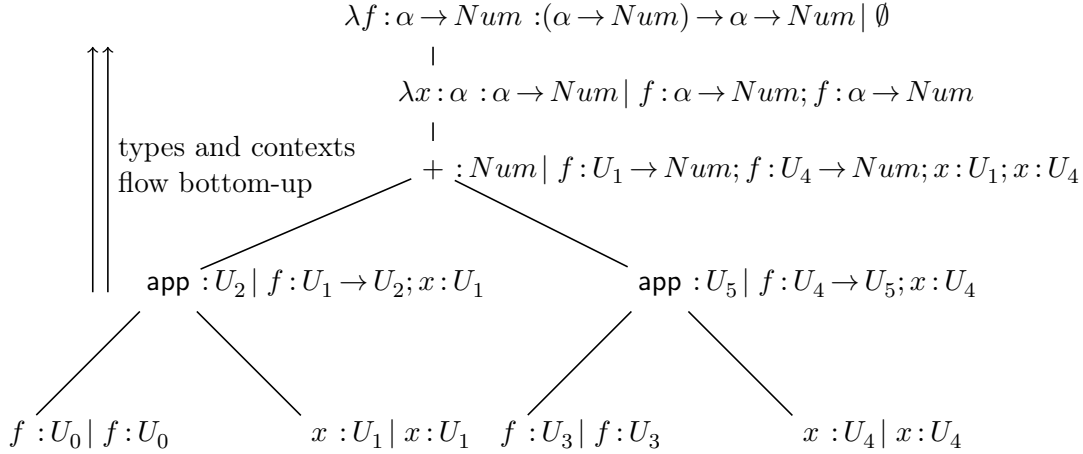 λf : α → Num : (α → Num) → α → Num | ∅
λx : α : α → Num | f : α → Num; f : α → Num
types and contexts
flow bottom-up
+ : Num | f : U₁ → Num; f : U₄ → Num; x : U₁; x : U₄
app : U₂ | f : U₁ → U₂; x : U₁
app : U₅ | f : U₄ → U₅; x : U₄
f : U₀ | f : U₀
x : U₁ | x : U₁
f : U₃ | f : U₃
x : U₄ | x : U₄